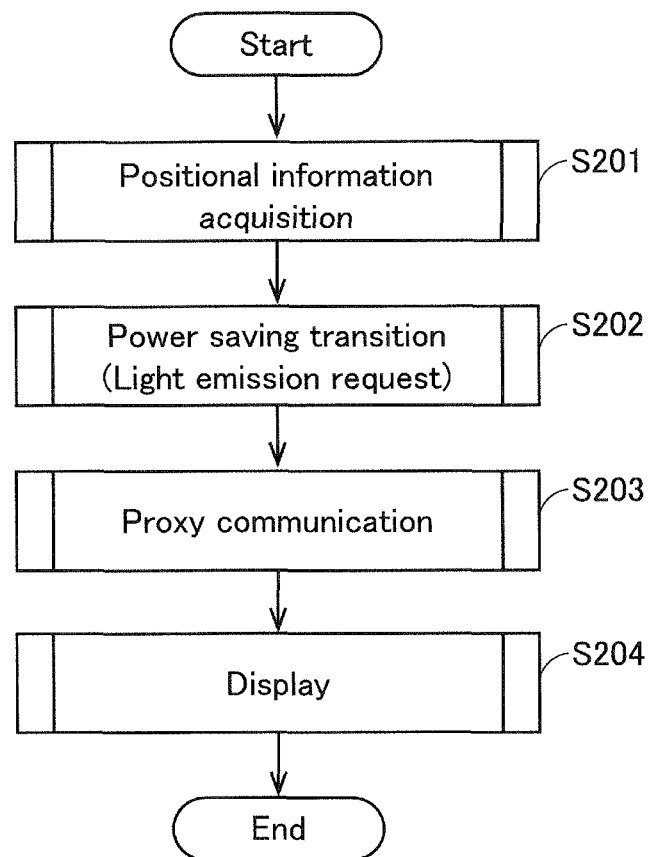 Start
Positional information
acquisition
S201
Power saving transition
(Light emission request)
S202
Proxy communication
S203
Display
S204
End